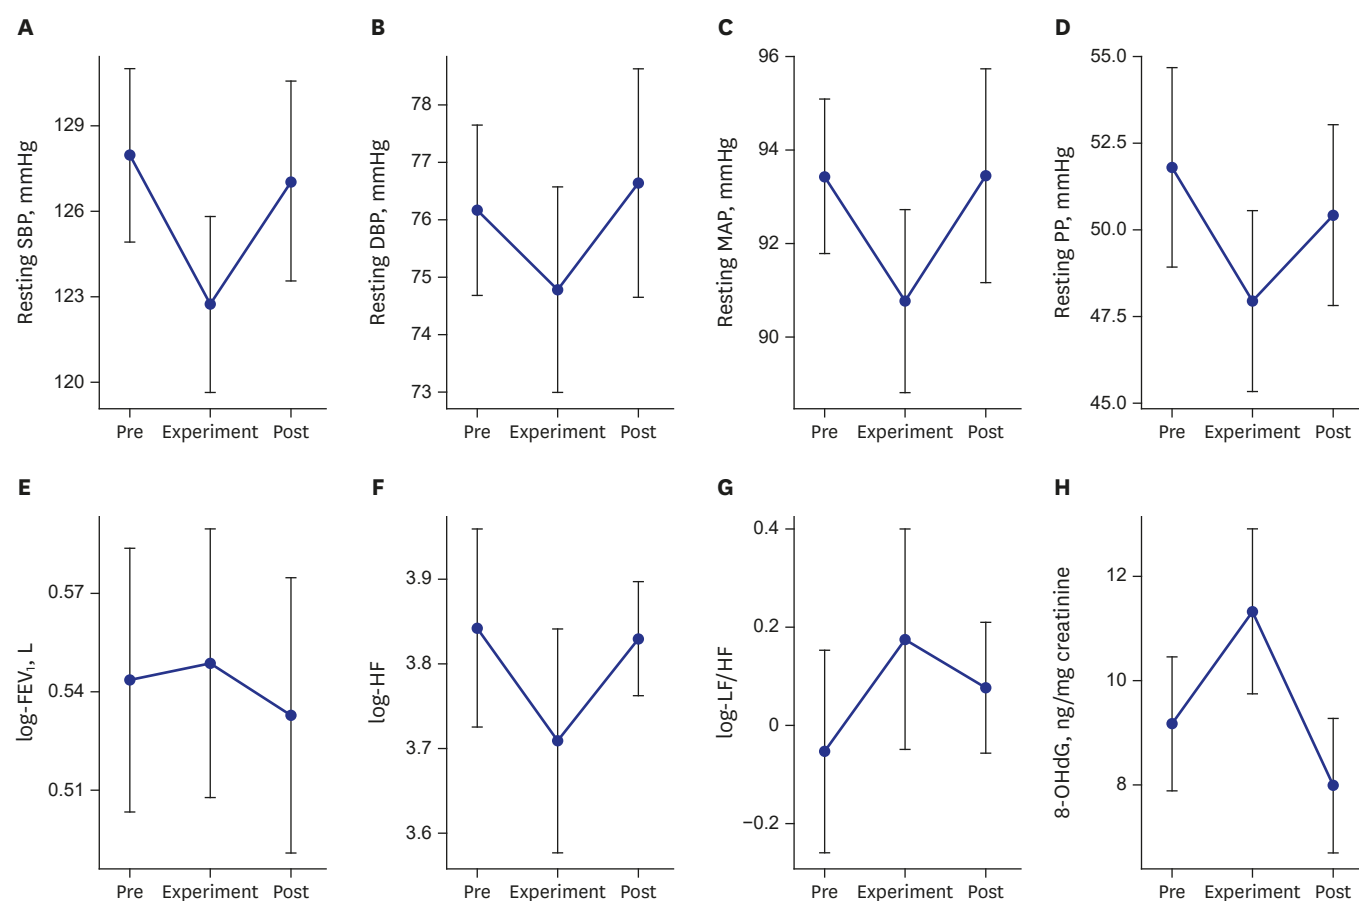 A
Resting SBP, mmHg
129
126
123
120
Pre Experiment Post
B
Resting DBP, mmHg
78
77
76
75
74
73
Pre Experiment Post
C
Resting MAP, mmHg
96
94
92
90
Pre Experiment Post
D
Resting PP, mmHg
55.0
52.5
50.0
47.5
45.0
Pre Experiment Post
E
log-FEV₁, L
0.57
0.54
0.51
Pre Experiment Post
F
log-HF
3.9
3.8
3.7
3.6
Pre Experiment Post
G
log-LF/HF
0.4
0.2
0
−0.2
Pre Experiment Post
H
8-OHdG, ng/mg creatinine
12
10
8
Pre Experiment Post